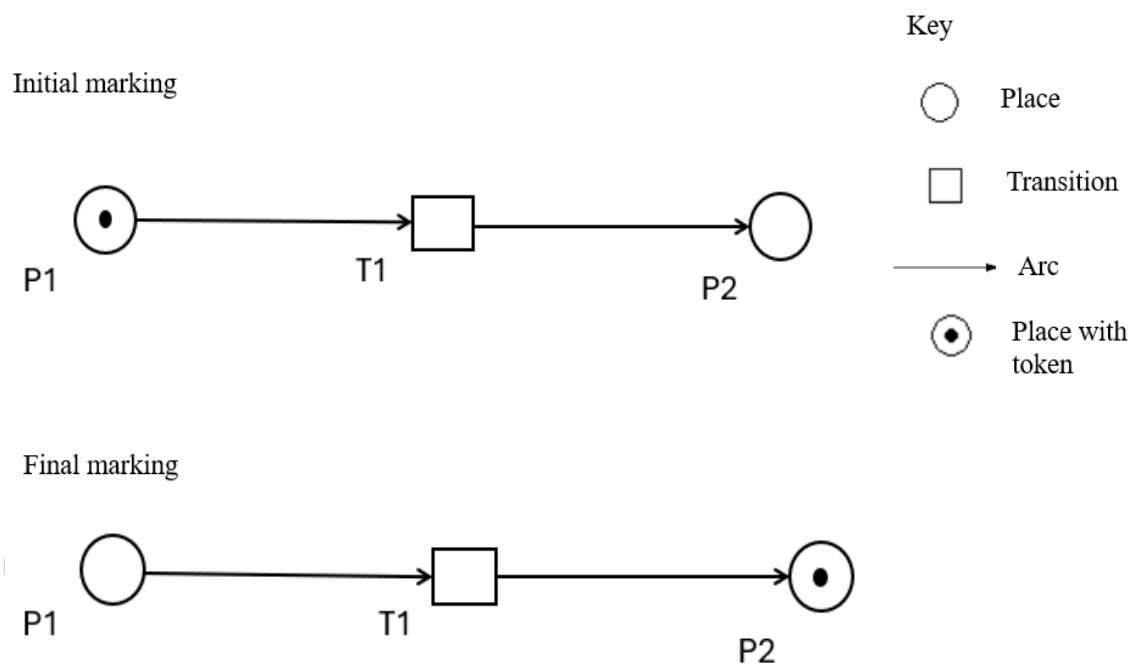 Key
Initial marking
Place
Transition
P1
T1
P2
Arc
Place with
token
Final marking
P1
T1
P2